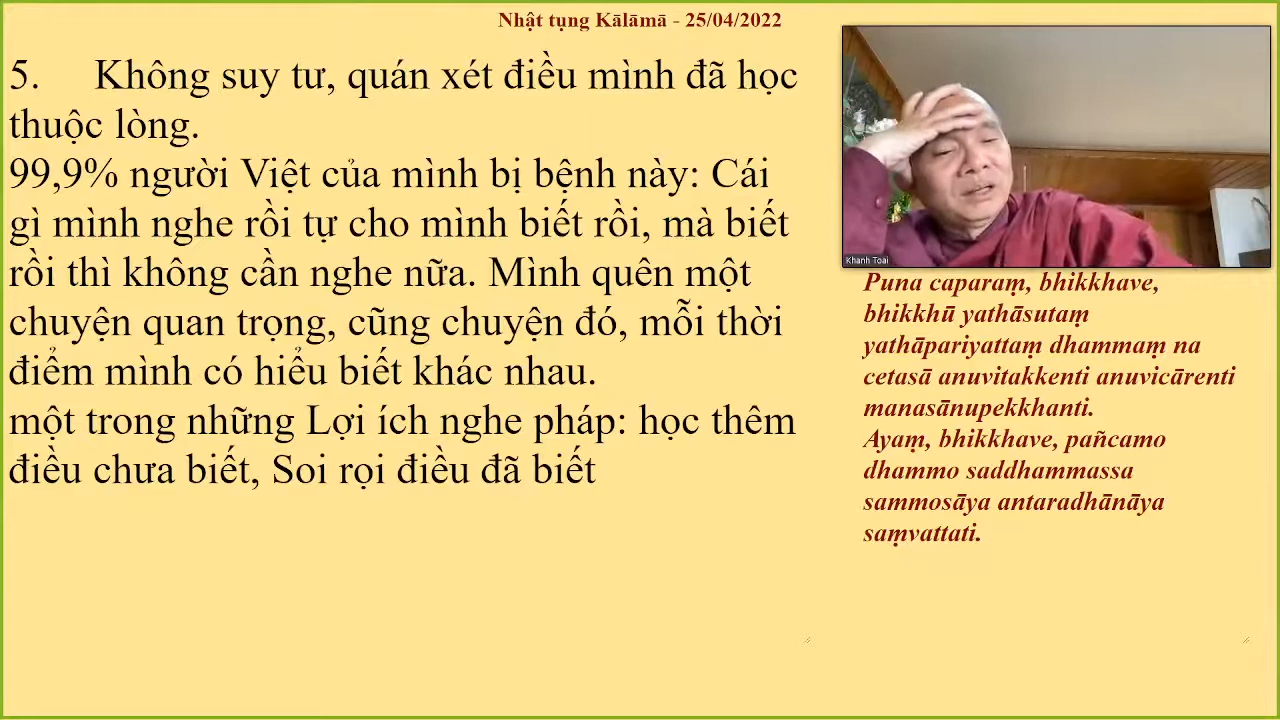 Nhật tụng Kālāmā - 25/04/2022
5. Không suy tư, quán xét điều mình đã học
thuộc lòng.
99,9% người Việt của mình bị bệnh này: Cái
gì mình nghe rồi tự cho mình biết rồi, mà biết
rồi thì không cần nghe nữa. Mình quên một
chuyện quan trọng, cũng chuyện đó, mỗi thời
điểm mình có hiểu biết khác nhau.
một trong những Lợi ích nghe pháp: học thêm
điều chưa biết, Soi rọi điều đã biết
Khanh Toai
Puna caparaṃ, bhikkhave,
bhikkhū yathāsutaṃ
yathāpariyattaṃ dhammaṃ na
cetasā anuvitakkenti anuvicārenti
manasānupekkhanti.
Ayaṃ, bhikkhave, pañcamo
dhammo saddhammassa
sammosāya antaradhānāya
saṃvattati.